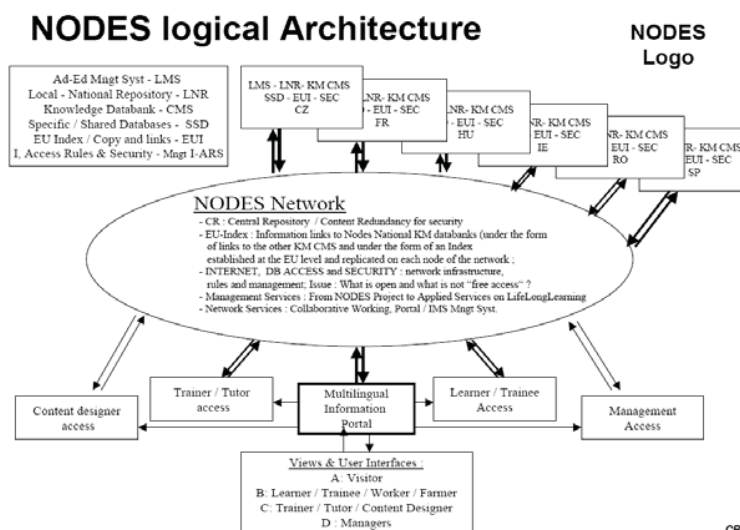 NODES logical Architecture
NODES
Logo
Ad-Ed Mngt Syst - LMS
Local - National Repository - LNR
Knowledge Databank - CMS
Specific / Shared Databases - SSD
EU Index / Copy and links - EUI
I, Access Rules & Security - Mngt I-ARS
LMS - LNR- KM CMS
SSD - EUI - SEC
CZ
LNR- KM CMS
- EUI - SEC
FR
LNR- KM CMS
- EUI - SEC
HU
LNR- KM CMS
EUI - SEC
IE
NR- KM CMS
- EUI - SEC
RO
R- KM CMS
EUI - SEC
SP
NODES Network
- CR : Central Repository / Content Redundancy for security
- EU-Index : Information links to Nodes National KM databanks (under the form
of links to the other KM CMS and under the form of an Index
established at the EU level and replicated on each node of the network ;
- INTERNET, DB ACCESS and SECURITY : network infrastructure,
rules and management; Issue : What is open and what is not "free access" ?
- Management Services : From NODES Project to Applied Services on LifeLongLearning
- Network Services : Collaborative Working, Portal / IMS Mngt Syst.
Content designer
access
Trainer / Tutor
access
Multilingual
Information
Portal
Learner / Trainee
Access
Management
Access
Views & User Interfaces :
A: Visitor
B: Learner / Trainee / Worker / Farmer
C: Trainer / Tutor / Content Designer
D : Managers